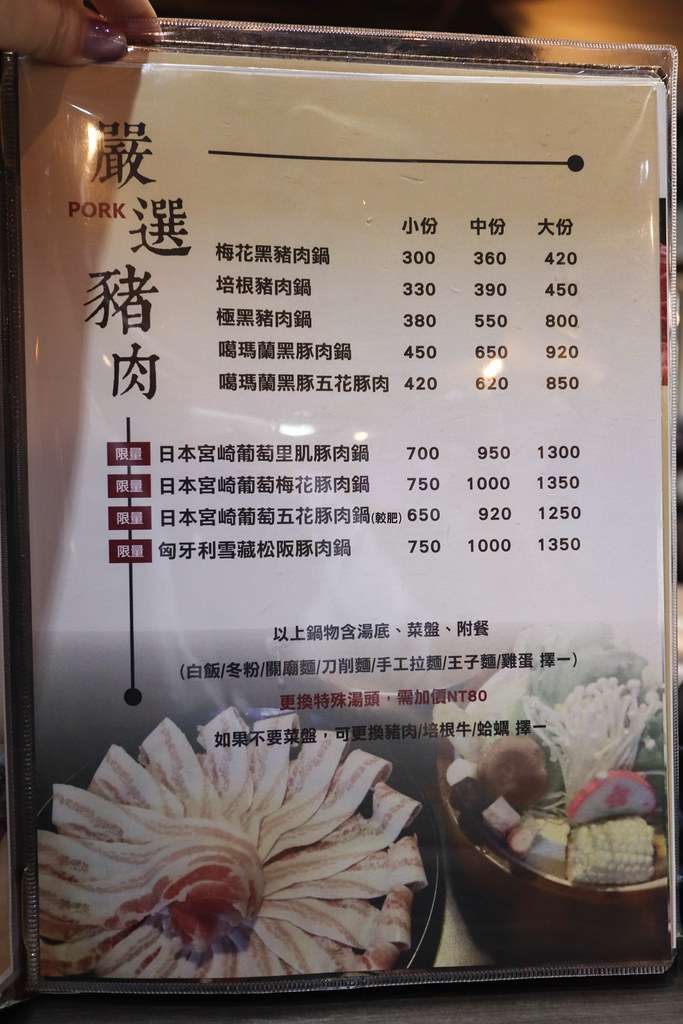 嚴選豬肉
PORK
小份 中份 大份
梅花黑豬肉鍋 300 360 420
培根豬肉鍋 330 390 450
極黑豬肉鍋 380 550 800
噶瑪蘭黑豚肉鍋 450 650 920
噶瑪蘭黑豚五花豚肉 420 620 850
限量 日本宮崎葡萄里肌豚肉鍋 700 950 1300
限量 日本宮崎葡萄梅花豚肉鍋 750 1000 1350
限量 日本宮崎葡萄五花豚肉鍋(較肥) 650 920 1250
限量 匈牙利雪藏松阪豚肉鍋 750 1000 1350
以上鍋物含湯底、菜盤、附餐
(白飯/冬粉/關廟麵/刀削麵/手工拉麵/王子麵/雞蛋 擇一)
更換特殊湯頭，需加價NT80
如果不要菜盤，可更換豬肉/培根牛/蛤蠣 擇一